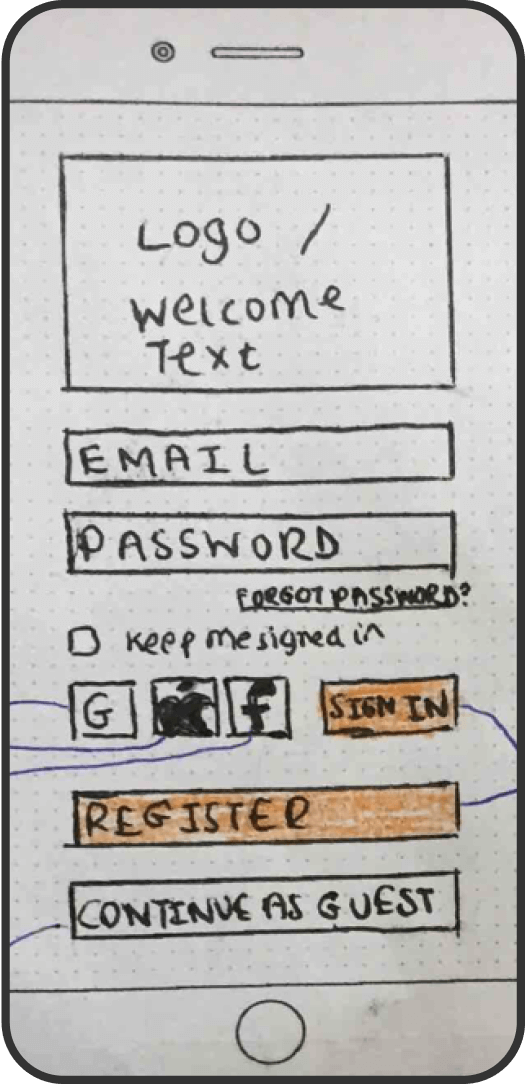 Logo /
Welcome
Text
EMAIL
PASSWORD
FORGOT PASSWORD?
Keep me signed in
G f SIGN IN
REGISTER
CONTINUE AS GUEST